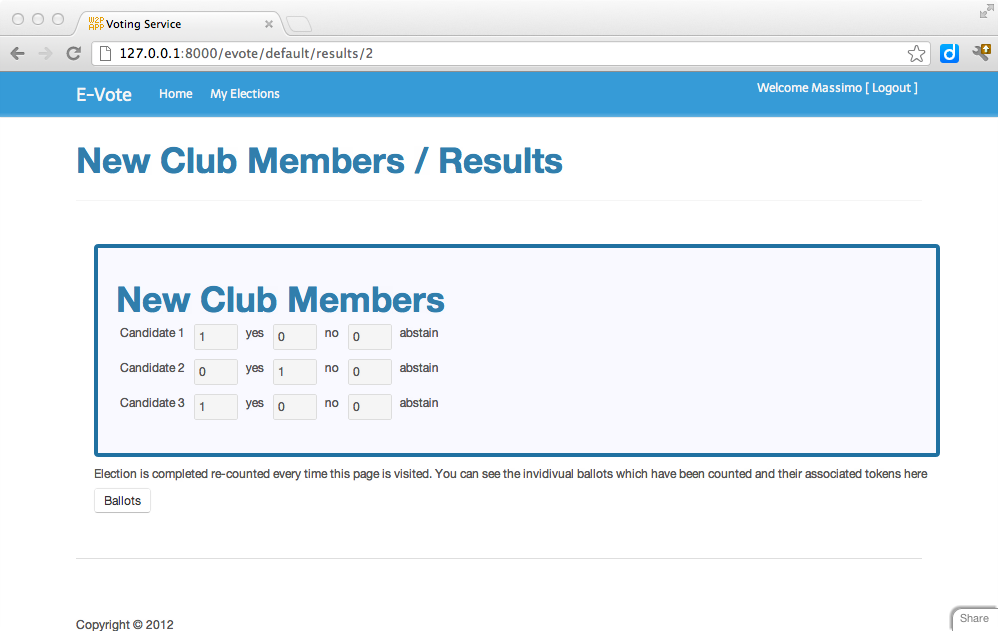 W2P
APP Voting Service
127.0.0.1:8000/evote/default/results/2
E-Vote Home My Elections Welcome Massimo [ Logout ]
New Club Members / Results
New Club Members
Candidate 1 1 yes 0 no 0 abstain
Candidate 2 0 yes 1 no 0 abstain
Candidate 3 1 yes 0 no 0 abstain
Election is completed re-counted every time this page is visited. You can see the invidivual ballots which have been counted and their associated tokens here
Ballots
Copyright © 2012
Share